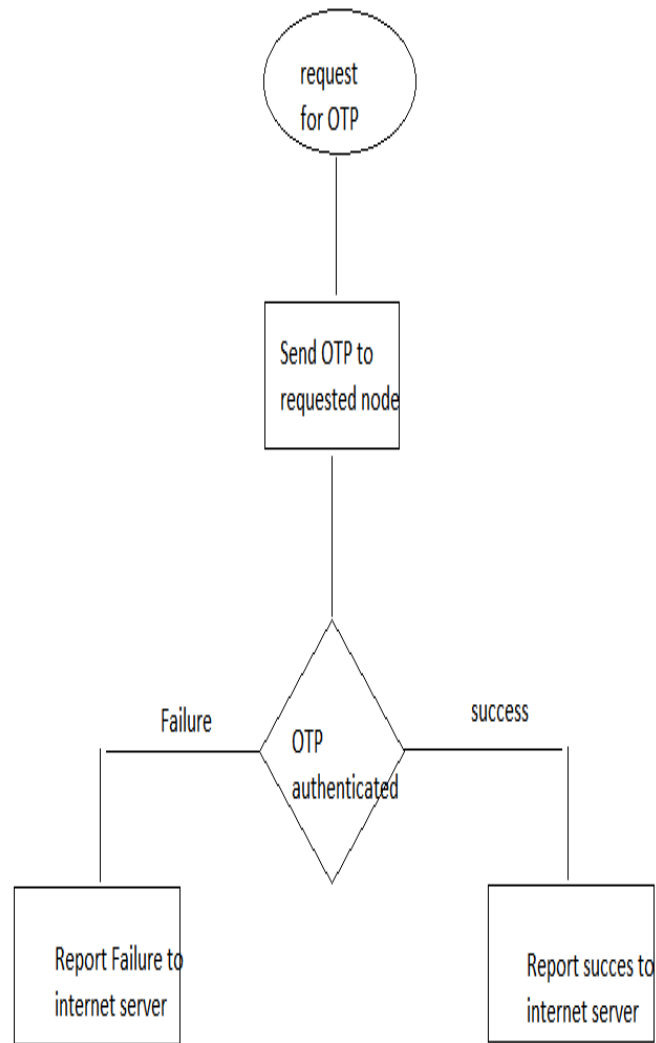 request
for OTP
Send OTP to
requested node
Failure
success
OTP
authenticated
Report Failure to
internet server
Report succes to
internet server